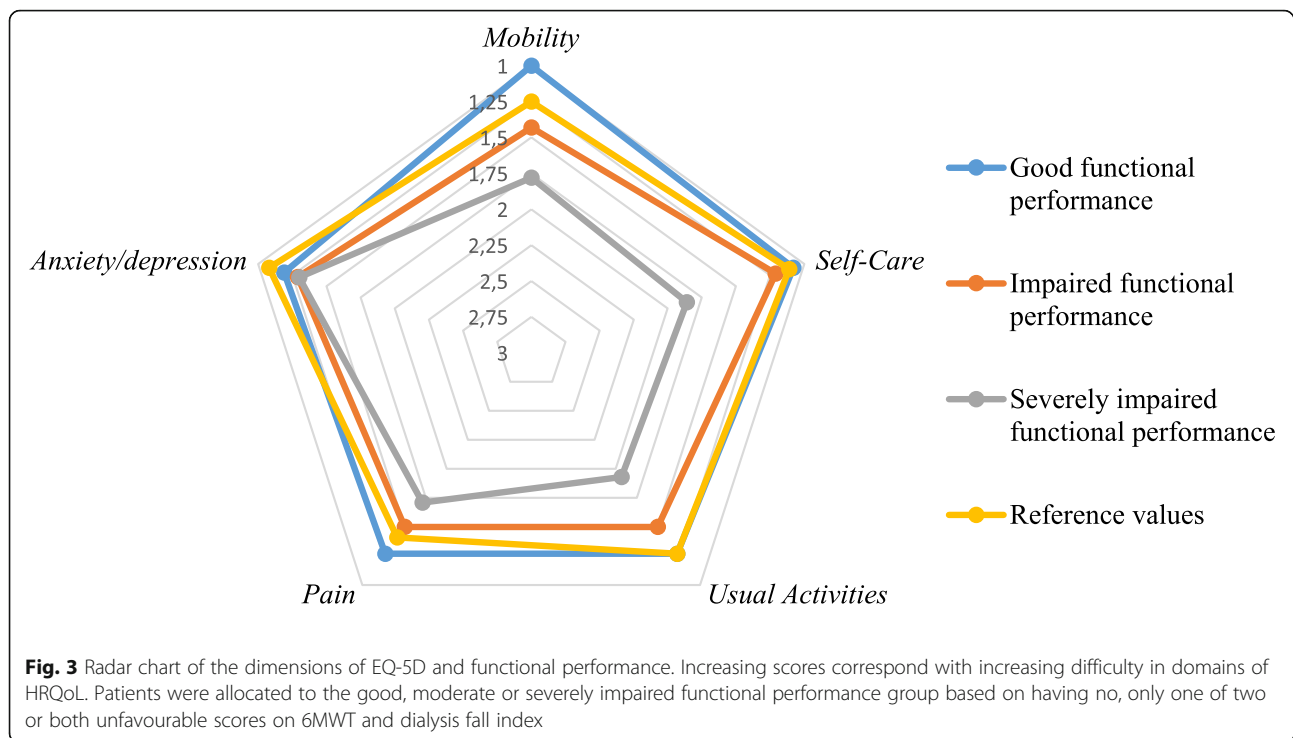 Mobility
1
1,25
1,5
1,75
2
2,25
2,5
2,75
3
Anxiety/depression
Self-Care
Pain
Usual Activities
Good functional
performance
Impaired functional
performance
Severely impaired
functional performance
Reference values
Fig. 3 Radar chart of the dimensions of EQ-5D and functional performance. Increasing scores correspond with increasing difficulty in domains of
HRQoL. Patients were allocated to the good, moderate or severely impaired functional performance group based on having no, only one of two
or both unfavourable scores on 6MWT and dialysis fall index